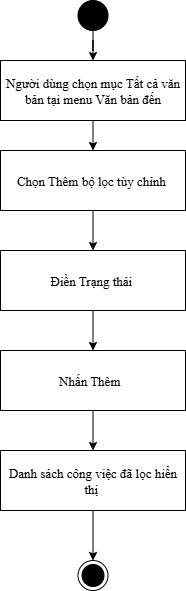 Người dùng chọn mục Tất cả văn
bản tại menu Văn bản đến
Chọn Thêm bộ lọc tùy chỉnh
Điền Trạng thái
Nhấn Thêm
Danh sách công việc đã lọc hiển
thị